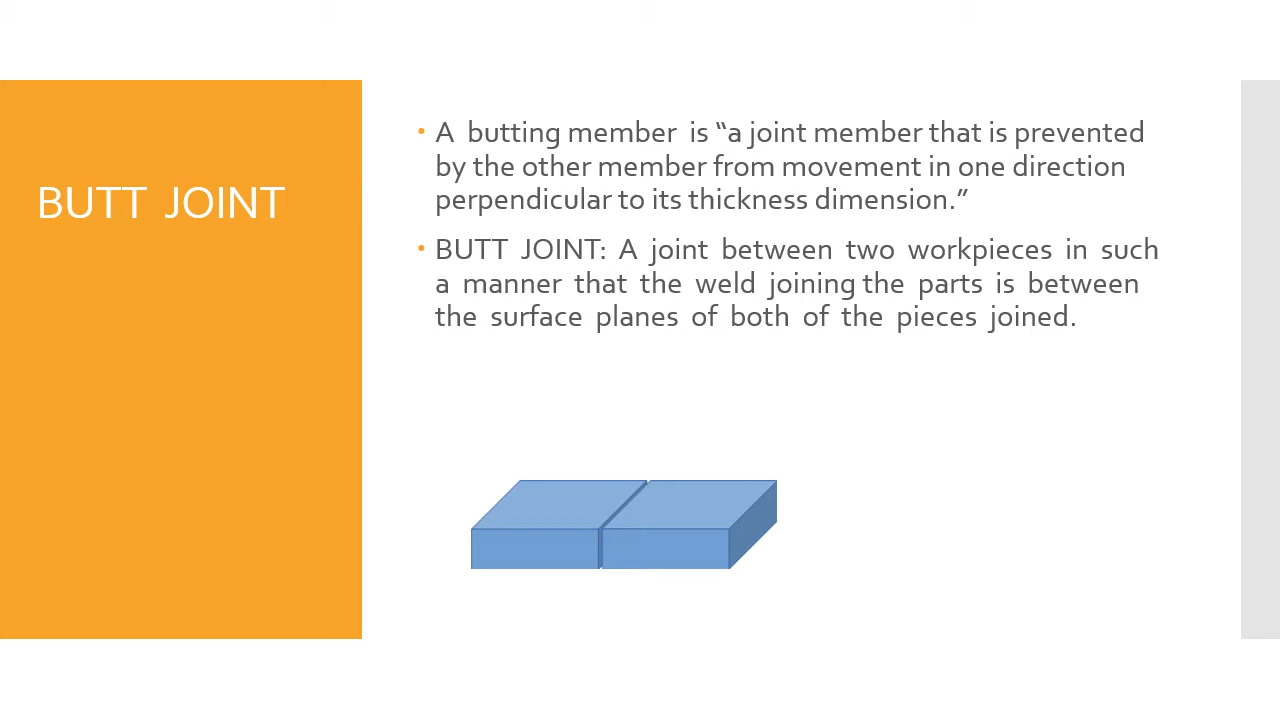 BUTT JOINT
• A butting member is “a joint member that is prevented
by the other member from movement in one direction
perpendicular to its thickness dimension.”
• BUTT JOINT: A joint between two workpieces in such
a manner that the weld joining the parts is between
the surface planes of both of the pieces joined.